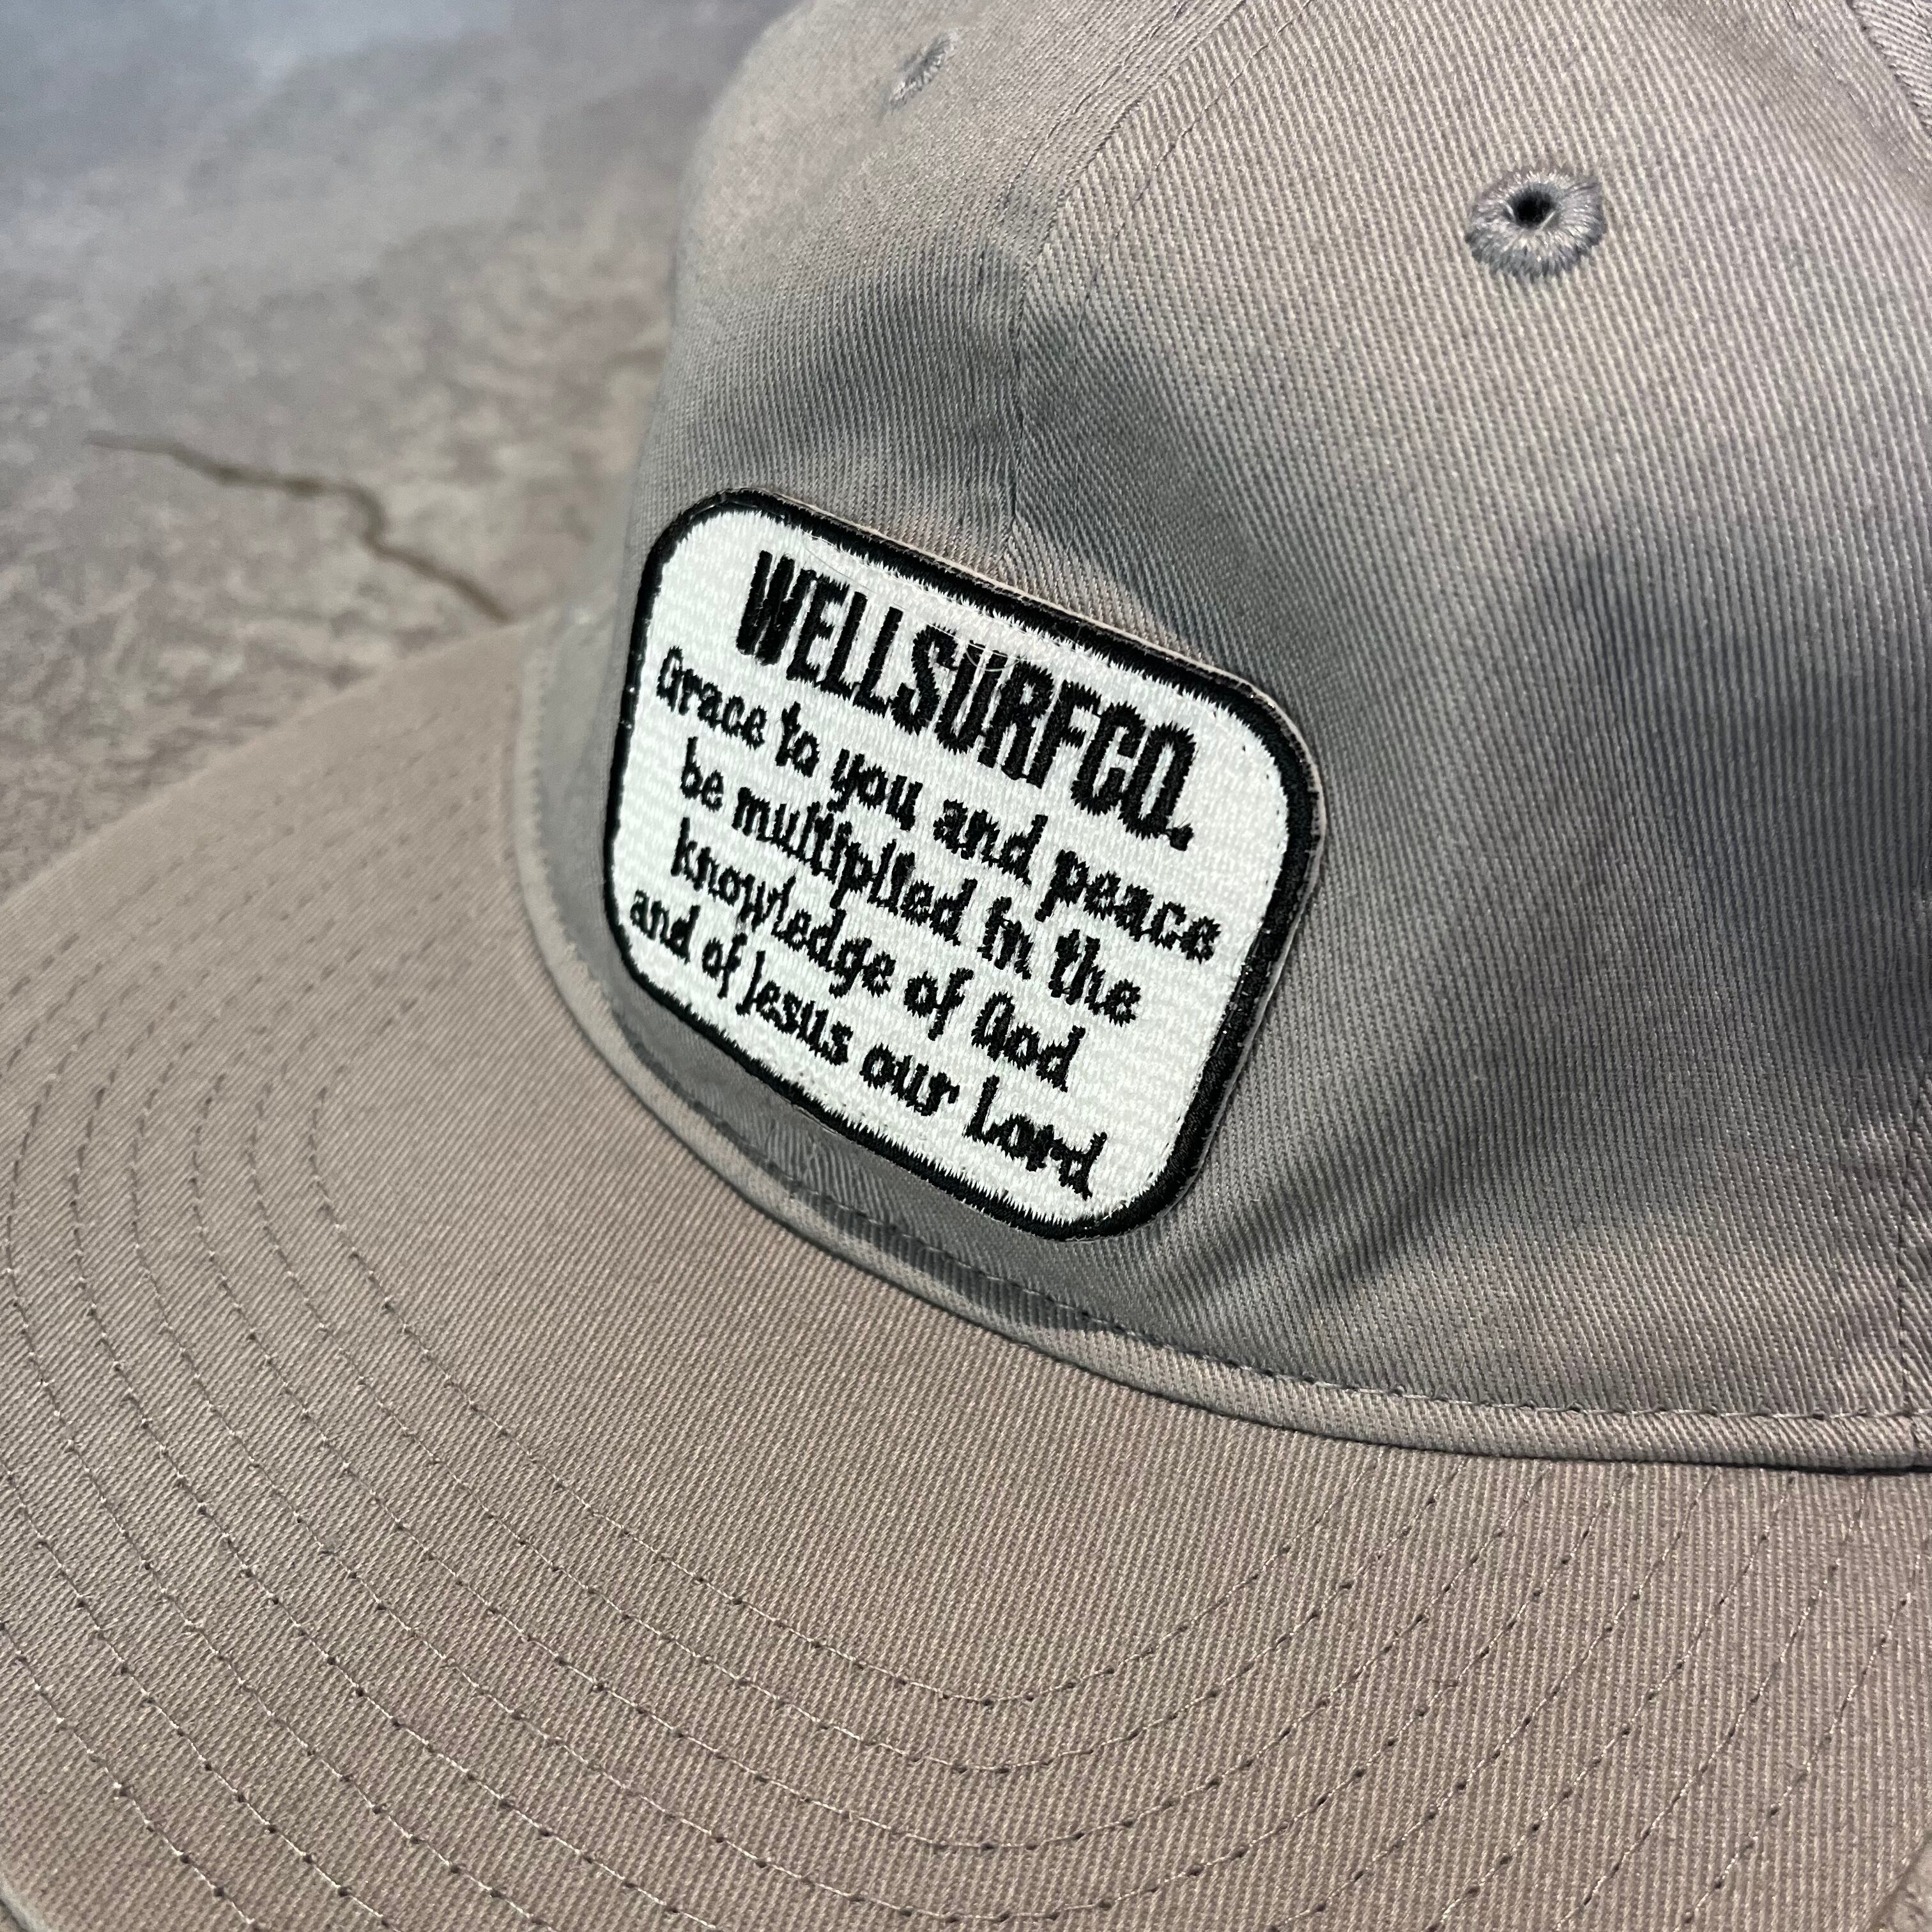 WELLSURFCO.
Grace to you and peace
be multiplied in the
knowledge of God
and of Jesus our Lord